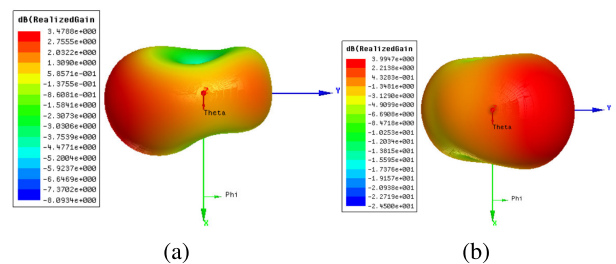 dB(RealizedGain
3.4788e+000
2.7555e+000
2.0322e+000
1.3090e+000
5.8571e-001
-1.3755e-001
-8.6081e-001
-1.5841e+000
-2.3073e+000
-3.0306e+000
-3.7539e+000
-4.4771e+000
-5.2004e+000
-5.9237e+000
-6.6469e+000
-7.3702e+000
-8.0934e+000
Theta
Y
Phi
X
(a)
dB(RealizedGain
3.9947e+000
2.2138e+000
4.3283e-001
-1.3481e+000
-3.1290e+000
-4.9099e+000
-6.6908e+000
-8.4718e+000
-1.0253e+001
-1.2034e+001
-1.3815e+001
-1.5595e+001
-1.7376e+001
-1.9157e+001
-2.0938e+001
-2.2719e+001
-2.4500e+001
Theta
Y
Phi
X
(b)